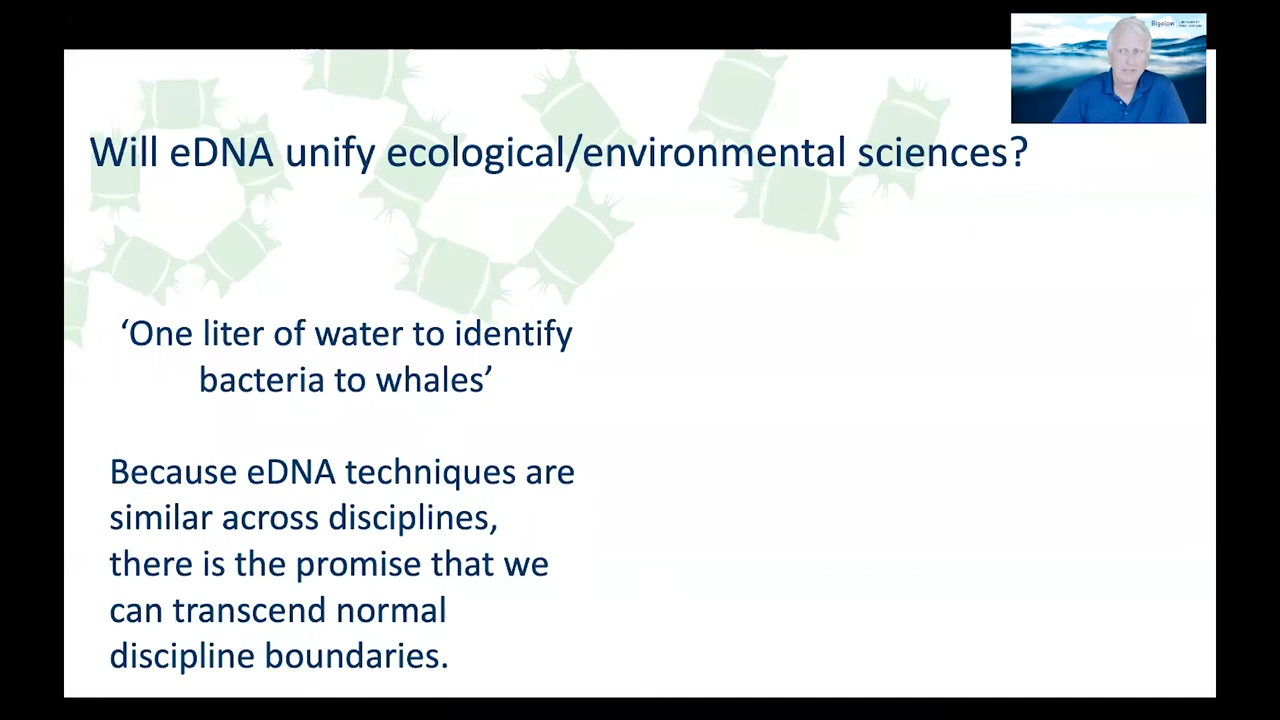 Bigelow
Will eDNA unify ecological/environmental sciences?
‘One liter of water to identify
bacteria to whales’
Because eDNA techniques are
similar across disciplines,
there is the promise that we
can transcend normal
discipline boundaries.